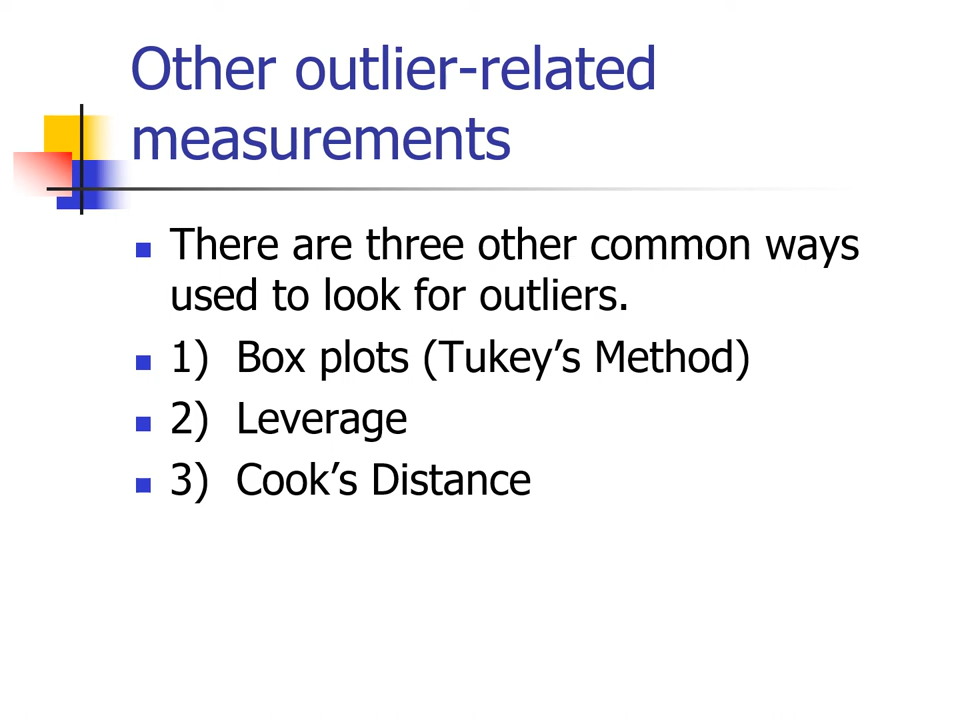 Other outlier-related
measurements
There are three other common ways
used to look for outliers.
1) Box plots (Tukey’s Method)
2) Leverage
3) Cook’s Distance